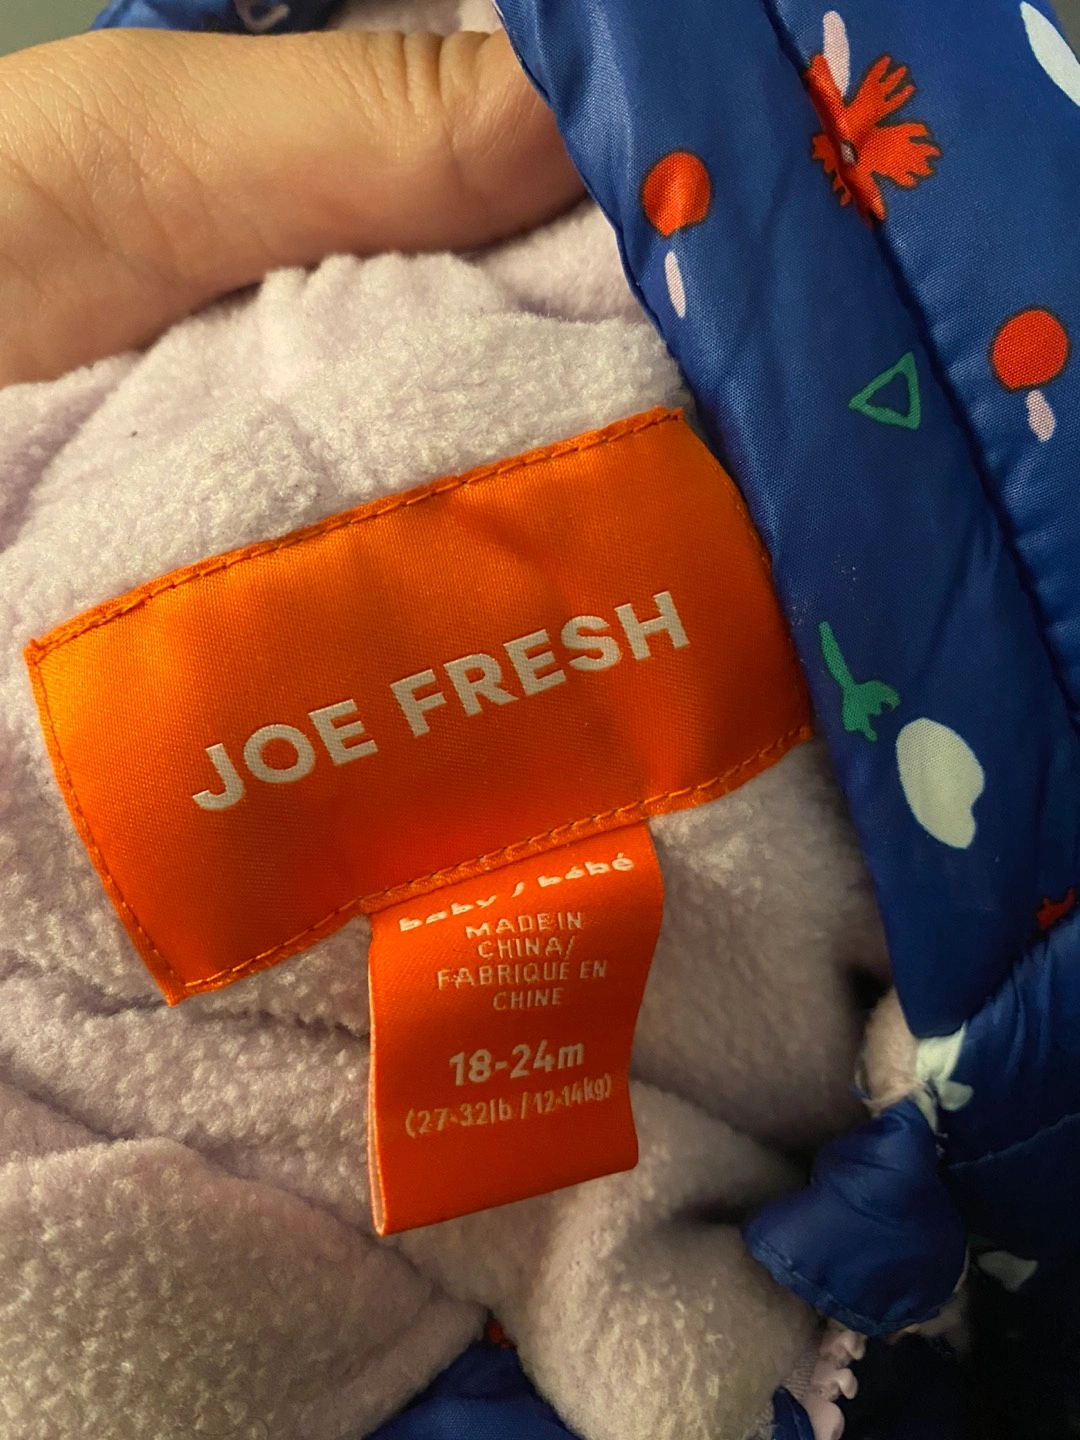 JOE FRESH
baby / bébé
MADE IN
CHINA/
FABRIQUE EN
CHINE
18-24m
(27-32lb / 12-14kg)